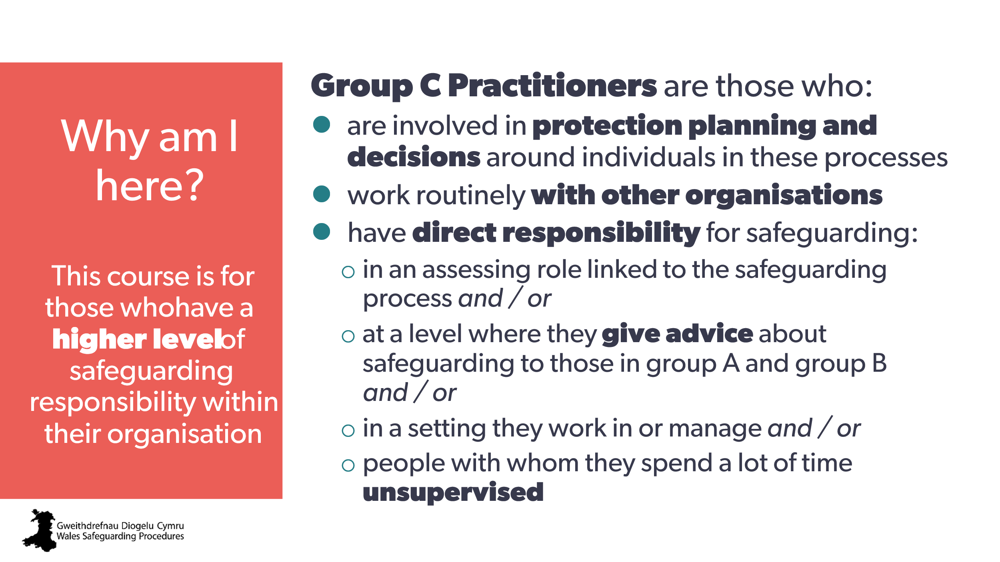 Why am I
here?
This course is for
those whohave a
higher levelof
safeguarding
responsibility within
their organisation
Group C Practitioners are those who:
are involved in protection planning and
decisions around individuals in these processes
work routinely with other organisations
have direct responsibility for safeguarding:
in an assessing role linked to the safeguarding
process and / or
at a level where they give advice about
safeguarding to those in group A and group B
and / or
in a setting they work in or manage and / or
people with whom they spend a lot of time
unsupervised
Gweithdrefnau Diogelu Cymru
Wales Safeguarding Procedures